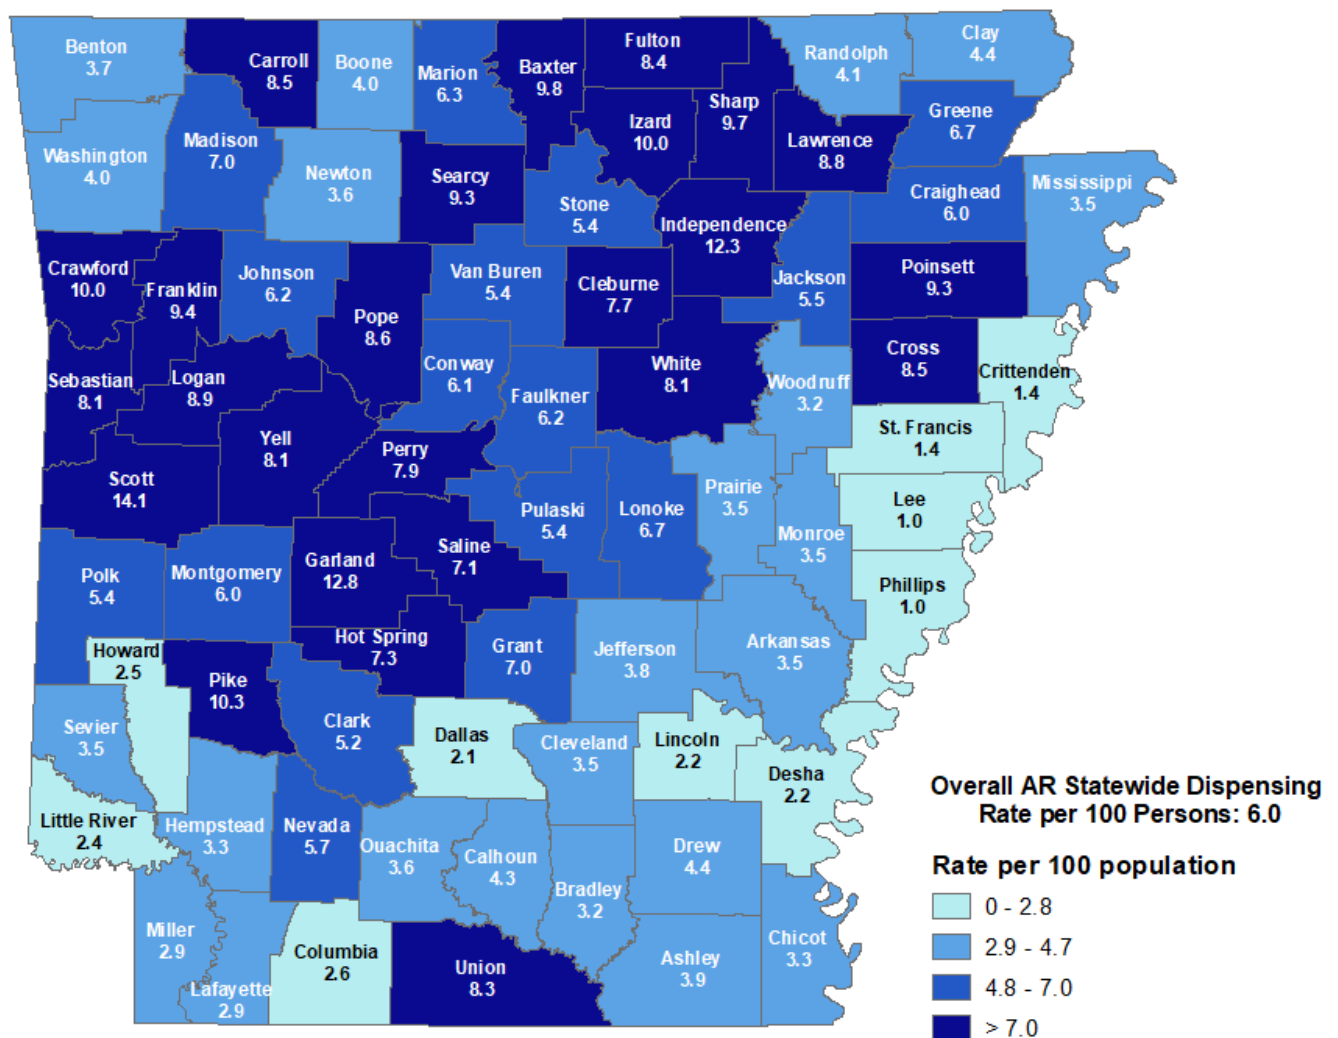 Benton
3.7
Carroll
8.5
Boone
4.0
Marion
6.3
Baxter
9.8
Fulton
8.4
Randolph
4.1
Clay
4.4
Sharp
9.7
Izard
10.0
Greene
6.7
Lawrence
8.8
Washington
4.0
Madison
7.0
Newton
3.6
Searcy
9.3
Stone
5.4
Craighead
6.0
Mississippi
3.5
Independence
12.3
Crawford
10.0
Franklin
9.4
Johnson
6.2
Pope
8.6
Van Buren
5.4
Cleburne
7.7
Jackson
5.5
Poinsett
9.3
Sebastian
8.1
Logan
8.9
Conway
6.1
Faulkner
6.2
White
8.1
Woodruff
3.2
Cross
8.5
Crittenden
1.4
Yell
8.1
Perry
7.9
St. Francis
1.4
Scott
14.1
Pulaski
5.4
Lonoke
6.7
Prairie
3.5
Monroe
3.5
Lee
1.0
Polk
5.4
Montgomery
6.0
Garland
12.8
Saline
7.1
Phillips
1.0
Howard
2.5
Pike
10.3
Hot Spring
7.3
Grant
7.0
Jefferson
3.8
Arkansas
3.5
Sevier
3.5
Clark
5.2
Dallas
2.1
Cleveland
3.5
Lincoln
2.2
Desha
2.2
Little River
2.4
Hempstead
3.3
Nevada
5.7
Ouachita
3.6
Calhoun
4.3
Bradley
3.2
Drew
4.4
Miller
2.9
Lafayette
2.9
Columbia
2.6
Union
8.3
Ashley
3.9
Chicot
3.3
Overall AR Statewide Dispensing
Rate per 100 Persons: 6.0
Rate per 100 population
0 - 2.8
2.9 - 4.7
4.8 - 7.0
> 7.0